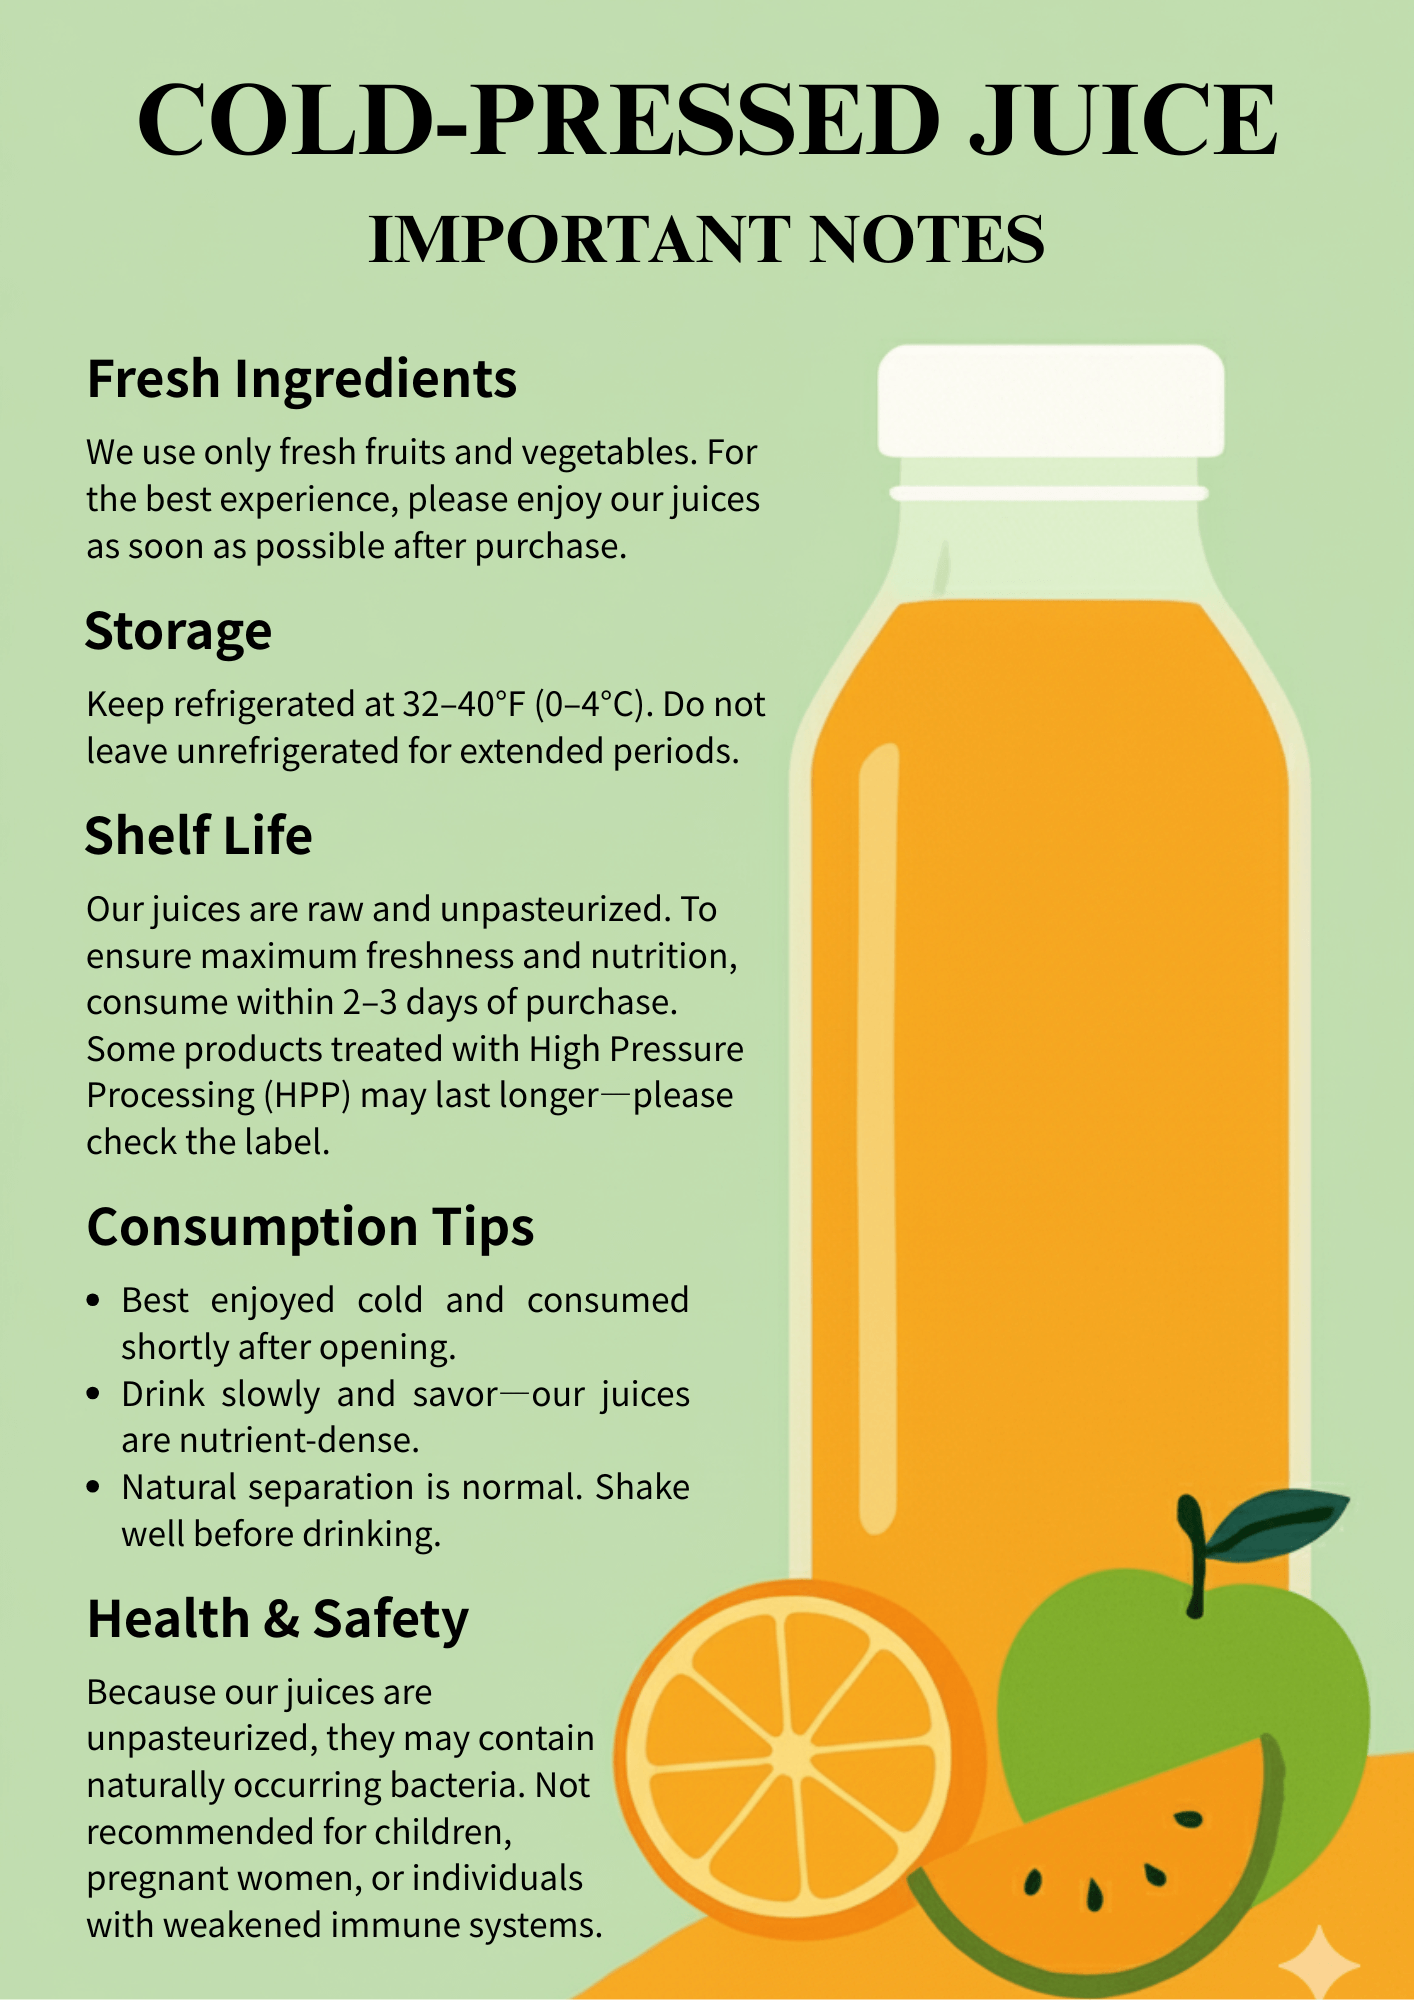 COLD-PRESSED JUICE
IMPORTANT NOTES
Fresh Ingredients
We use only fresh fruits and vegetables. For
the best experience, please enjoy our juices
as soon as possible after purchase.
Storage
Keep refrigerated at 32–40°F (0–4°C). Do not
leave unrefrigerated for extended periods.
Shelf Life
Our juices are raw and unpasteurized. To
ensure maximum freshness and nutrition,
consume within 2–3 days of purchase.
Some products treated with High Pressure
Processing (HPP) may last longer—please
check the label.
Consumption Tips
• Best enjoyed cold and consumed
shortly after opening.
• Drink slowly and savor—our juices
are nutrient-dense.
• Natural separation is normal. Shake
well before drinking.
Health & Safety
Because our juices are
unpasteurized, they may contain
naturally occurring bacteria. Not
recommended for children,
pregnant women, or individuals
with weakened immune systems.